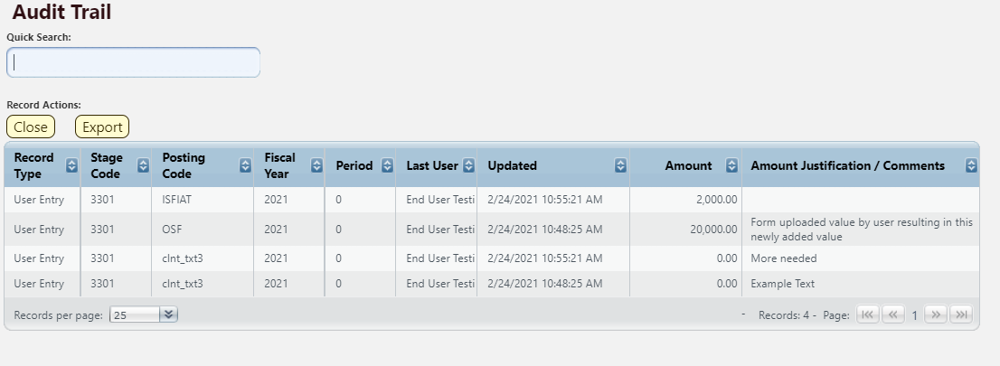 Audit Trail
Quick Search:
Record Actions:
Close Export
Record Type Stage Code Posting Code Fiscal Year Period Last User Updated Amount Amount Justification / Comments
User Entry 3301 ISFIAT 2021 0 End User Testi 2/24/2021 10:55:21 AM 2,000.00
User Entry 3301 OSF 2021 0 End User Testi 2/24/2021 10:48:25 AM 20,000.00 Form uploaded value by user resulting in this
newly added value
User Entry 3301 clnt_txt3 2021 0 End User Testi 2/24/2021 10:55:21 AM 0.00 More needed
User Entry 3301 clnt_txt3 2021 0 End User Testi 2/24/2021 10:48:25 AM 0.00 Example Text
Records per page: 25 - Records: 4 - Page: 1